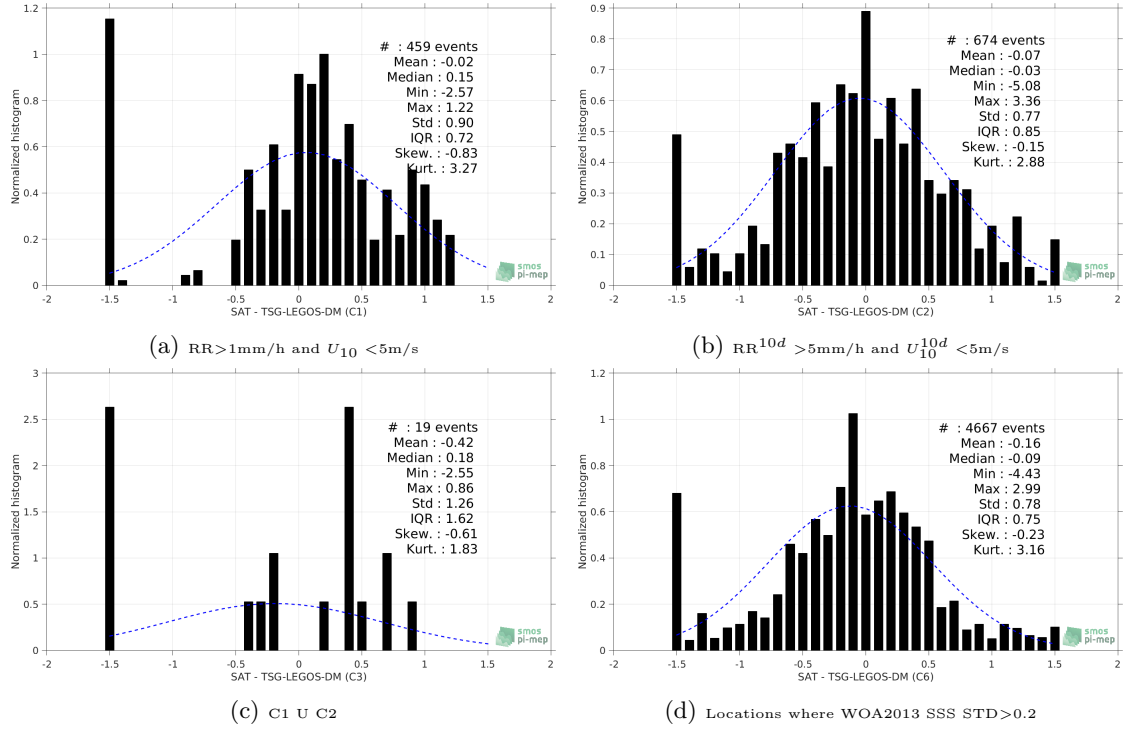 1.2
1
0.8
0.6
0.4
0.2
0
Normalized histogram
# : 459 events
Mean : -0.02
Median : 0.15
Min : -2.57
Max : 1.22
Std : 0.90
IQR : 0.72
Skew. : -0.83
Kurt. : 3.27
smos
pi-mep
-2 -1.5 -1 -0.5 0 0.5 1 1.5 2
SAT - TSG-LEGOS-DM (C1)
(a) RR>1mm/h and U10 <5m/s
0.9
0.8
0.7
0.6
0.5
0.4
0.3
0.2
0.1
0
Normalized histogram
# : 674 events
Mean : -0.07
Median : -0.03
Min : -5.08
Max : 3.36
Std : 0.77
IQR : 0.85
Skew. : -0.15
Kurt. : 2.88
smos
pi-mep
-2 -1.5 -1 -0.5 0 0.5 1 1.5 2
SAT - TSG-LEGOS-DM (C2)
(b) RR10d >5mm/h and U10d10 <5m/s
3
2.5
2
1.5
1
0.5
0
Normalized histogram
# : 19 events
Mean : -0.42
Median : 0.18
Min : -2.55
Max : 0.86
Std : 1.26
IQR : 1.62
Skew. : -0.61
Kurt. : 1.83
smos
pi-mep
-2 -1.5 -1 -0.5 0 0.5 1 1.5 2
SAT - TSG-LEGOS-DM (C3)
(c) C1 U C2
1.2
1
0.8
0.6
0.4
0.2
0
Normalized histogram
# : 4667 events
Mean : -0.16
Median : -0.09
Min : -4.43
Max : 2.99
Std : 0.78
IQR : 0.75
Skew. : -0.23
Kurt. : 3.16
smos
pi-mep
-2 -1.5 -1 -0.5 0 0.5 1 1.5 2
SAT - TSG-LEGOS-DM (C6)
(d) Locations where WOA2013 SSS STD>0.2